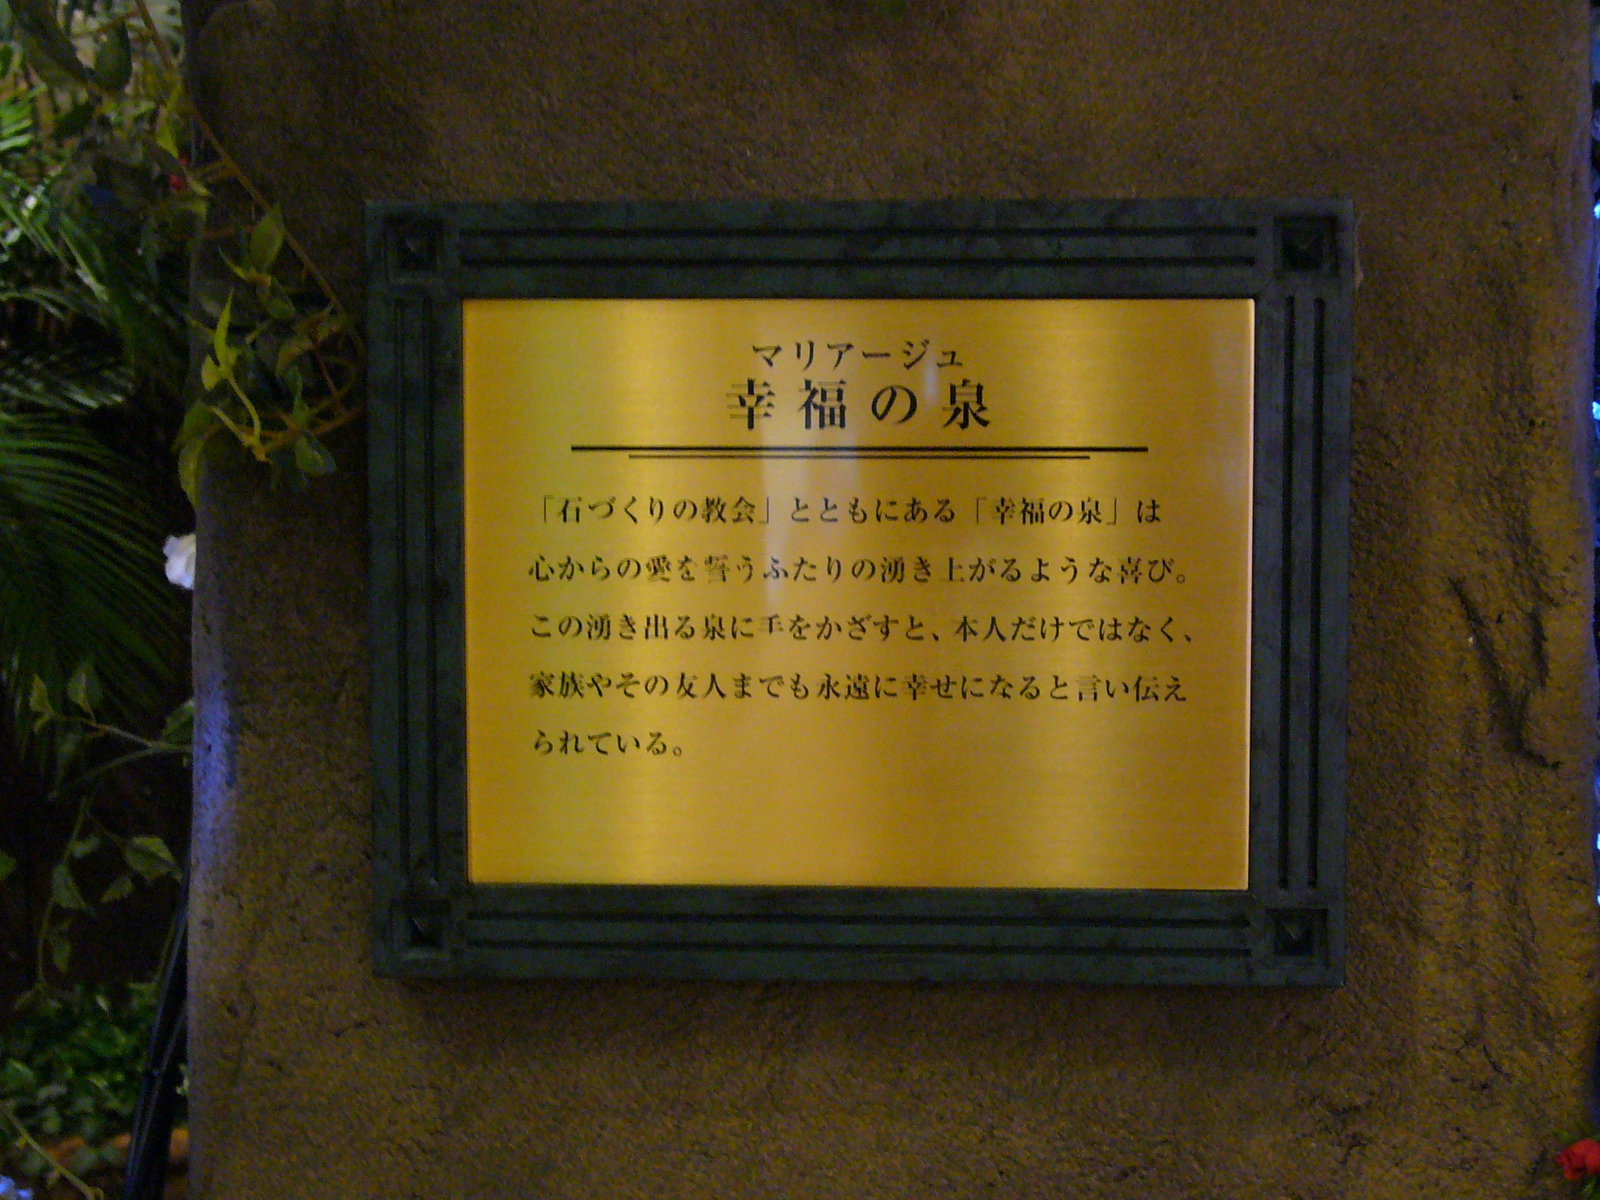 マリアージュ
幸福の泉
「石づくりの教会」とともにある「幸福の泉」は
心からの愛を誓うふたりの湧き上がるような喜び。
この湧き出る泉に手をかざすと、本人だけではなく、
家族やその友人までも永遠に幸せになると言い伝え
られている。